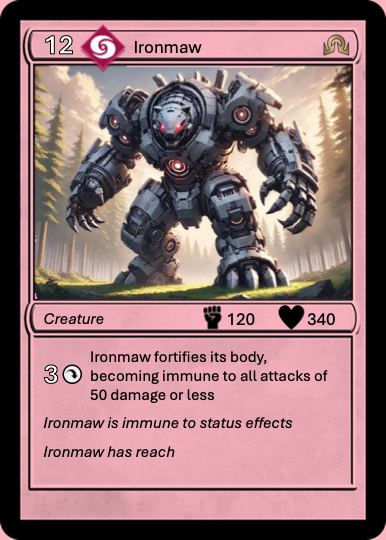 12 Ironmaw
Creature 120 340
Ironmaw fortifies its body,
3 becoming immune to all attacks of
50 damage or less
Ironmaw is immune to status effects
Ironmaw has reach